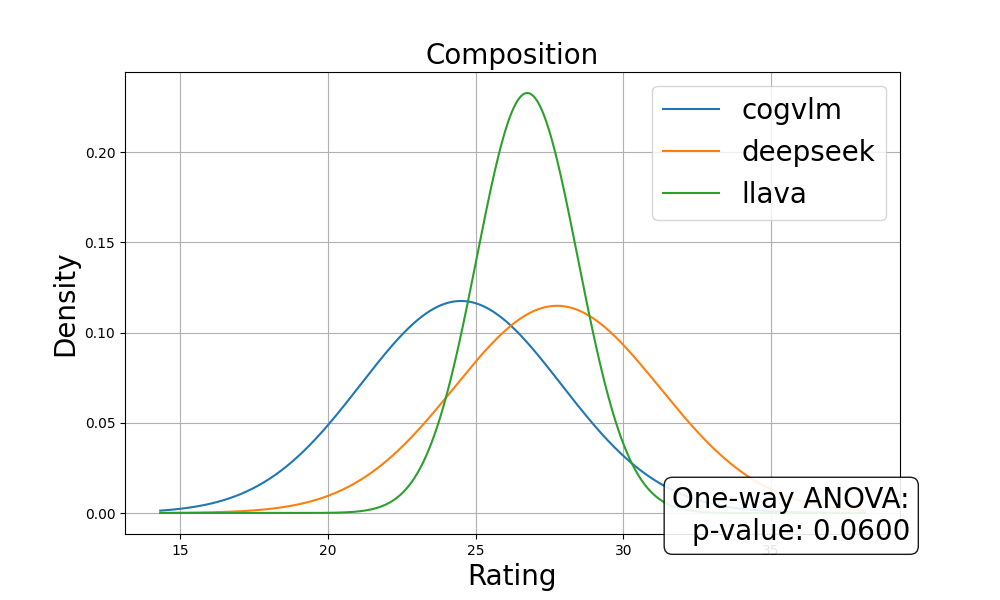 Composition
cogvlm
deepseek
llava
Density
0.20
0.15
0.10
0.05
0.00
One-way ANOVA:
p-value: 0.0600
15
20
25
30
35
Rating